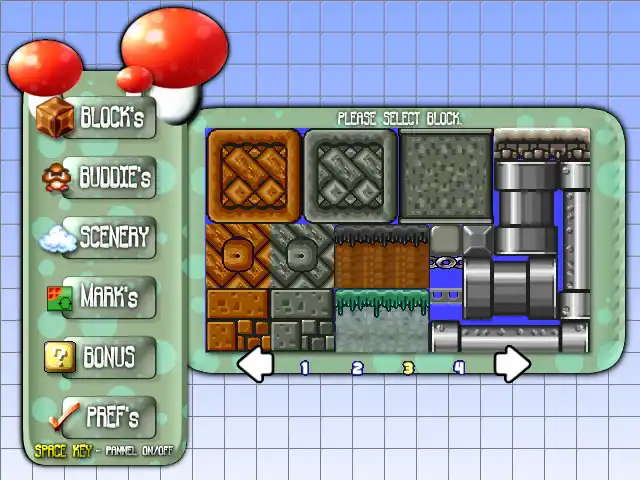 BLOCK's
BUDDIE's
SCENERY
MARK's
BONUS
PREF's
SPACE KEY - PANNEL ON/OFF
PLEASE SELECT BLOCK
1 2 3 4